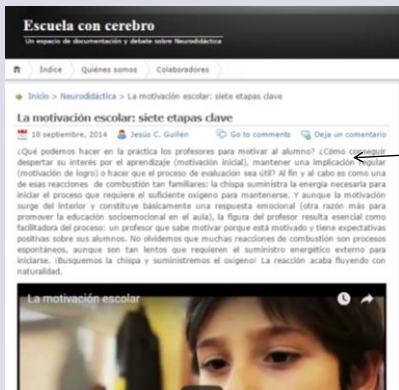 Escuela con cerebro
Un espacio de documentación y debate sobre Neurodidáctica
Índice Quiénes somos Colaboradores
Inicio > Neurodidáctica > La motivación escolar: siete etapas clave
La motivación escolar: siete etapas clave
18 septiembre, 2014 Jesús C. Guillén Go to comments Deja un comentario
¿Qué podemos hacer en la práctica los profesores para motivar al alumno? ¿Cómo conseguir
despertar su interés por el aprendizaje (motivación inicial), mantener una implicación regular
(motivación de logro) o hacer que el proceso de evaluación sea útil? Al fin y al cabo es como una
de esas reacciones de combustión tan familiares: la chispa suministra la energía necesaria para
iniciar el proceso que requiere el suficiente oxígeno para mantenerse. Y aunque la motivación
surge del interior y constituye básicamente una respuesta emocional (otra razón más para
promover la educación socioemocional en el aula), la figura del profesor resulta esencial como
facilitadora del proceso: un profesor que sabe motivar porque está motivado y tiene expectativas
positivas sobre sus alumnos. No olvidemos que muchas reacciones de combustión son procesos
espontáneos, aunque son tan lentos que requieren el suministro energético externo para
iniciarse. ¡Busquemos la chispa y suministremos el oxígeno! La reacción acaba fluyendo con
naturalidad.
La motivación escolar